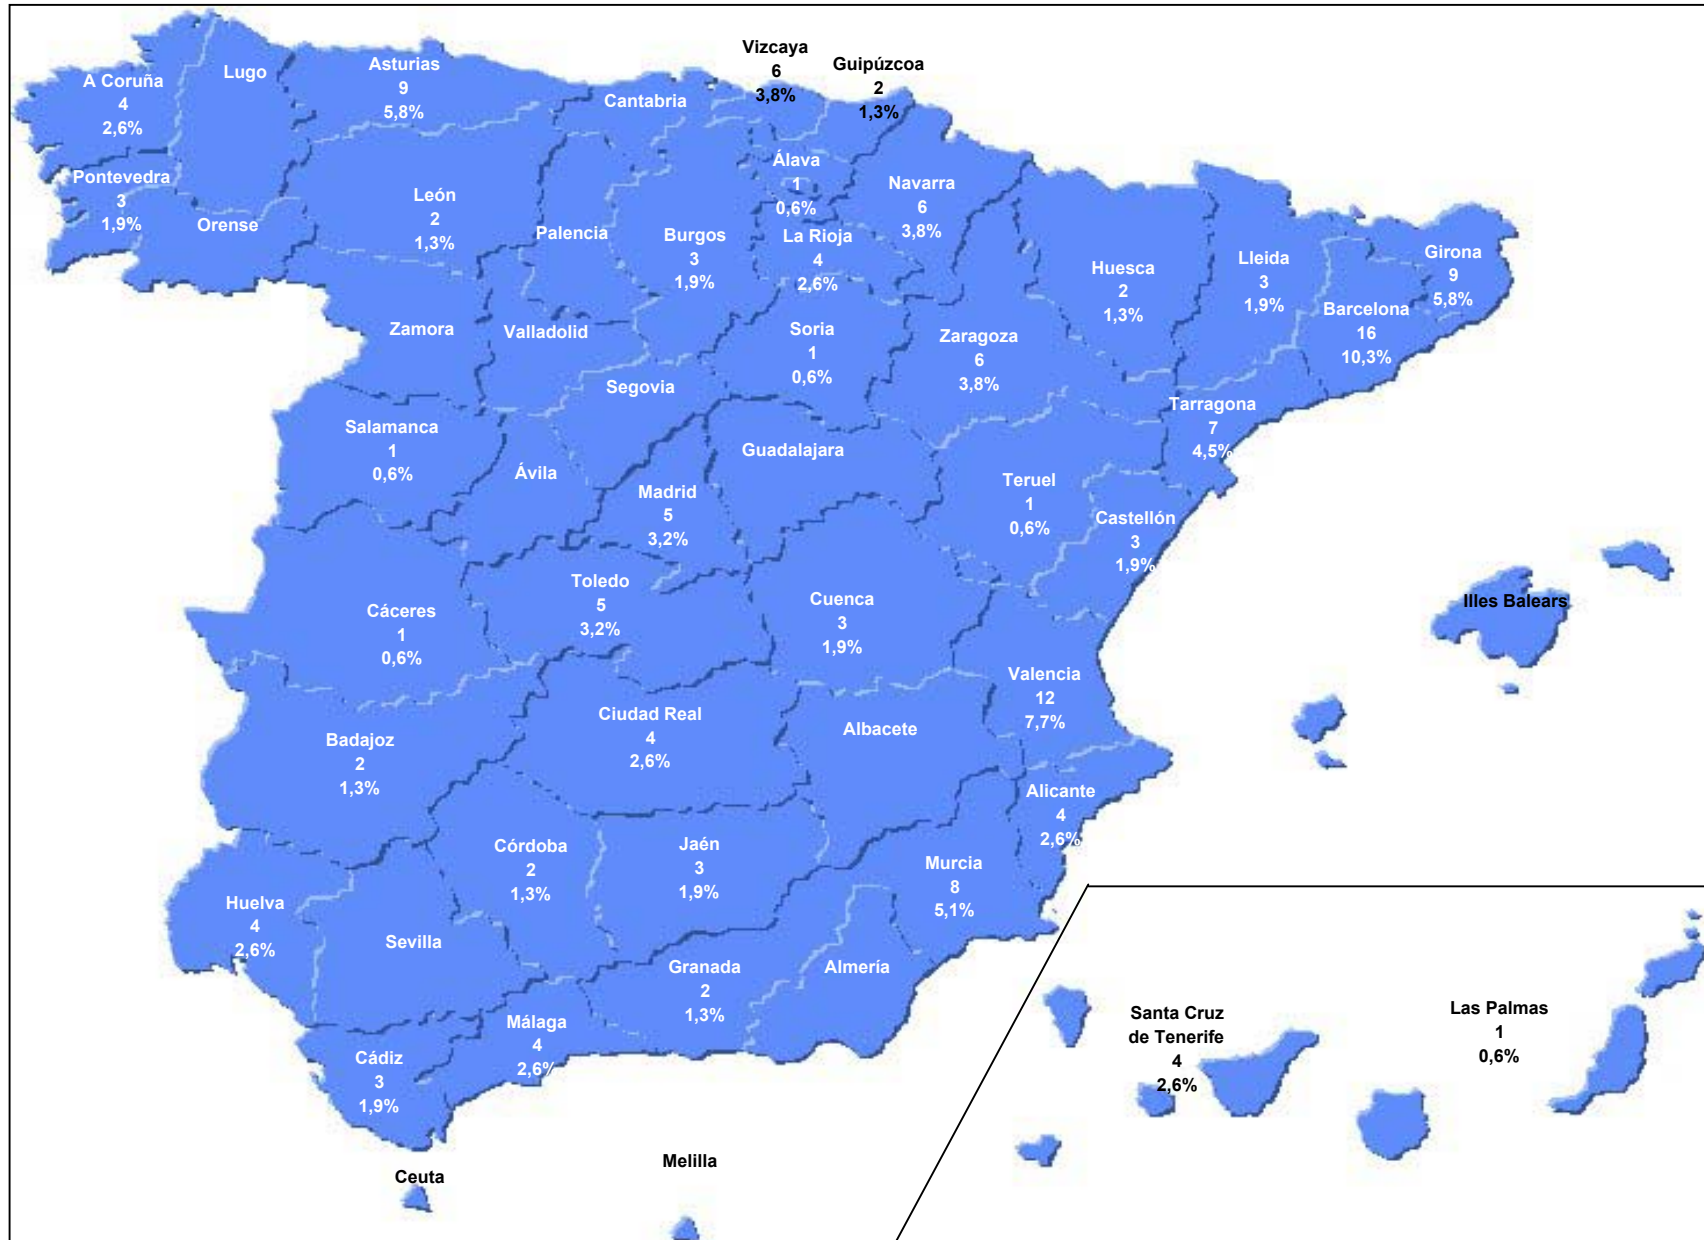 Vizcaya
6
3,8%
Guipúzcoa
2
1,3%
A Coruña
4
2,6%
Lugo
Asturias
9
5,8%
Cantabria
Pontevedra
3
1,9%
Orense
León
2
1,3%
Palencia
Burgos
3
1,9%
Álava
1
0,6%
La Rioja
4
2,6%
Navarra
6
3,8%
Huesca
2
1,3%
Lleida
3
1,9%
Girona
9
5,8%
Barcelona
16
10,3%
Zamora
Valladolid
Soria
1
0,6%
Zaragoza
6
3,8%
Segovia
Tarragona
7
4,5%
Salamanca
1
0,6%
Ávila
Guadalajara
Madrid
5
3,2%
Teruel
1
0,6%
Castellón
3
1,9%
Toledo
5
3,2%
Cuenca
3
1,9%
Cáceres
1
0,6%
Illes Balears
Valencia
12
7,7%
Ciudad Real
4
2,6%
Albacete
Badajoz
2
1,3%
Alicante
4
2,6%
Córdoba
2
1,3%
Jaén
3
1,9%
Murcia
8
5,1%
Huelva
4
2,6%
Sevilla
Granada
2
1,3%
Almería
Málaga
4
2,6%
Cádiz
3
1,9%
Santa Cruz
de Tenerife
4
2,6%
Las Palmas
1
0,6%
Ceuta
Melilla